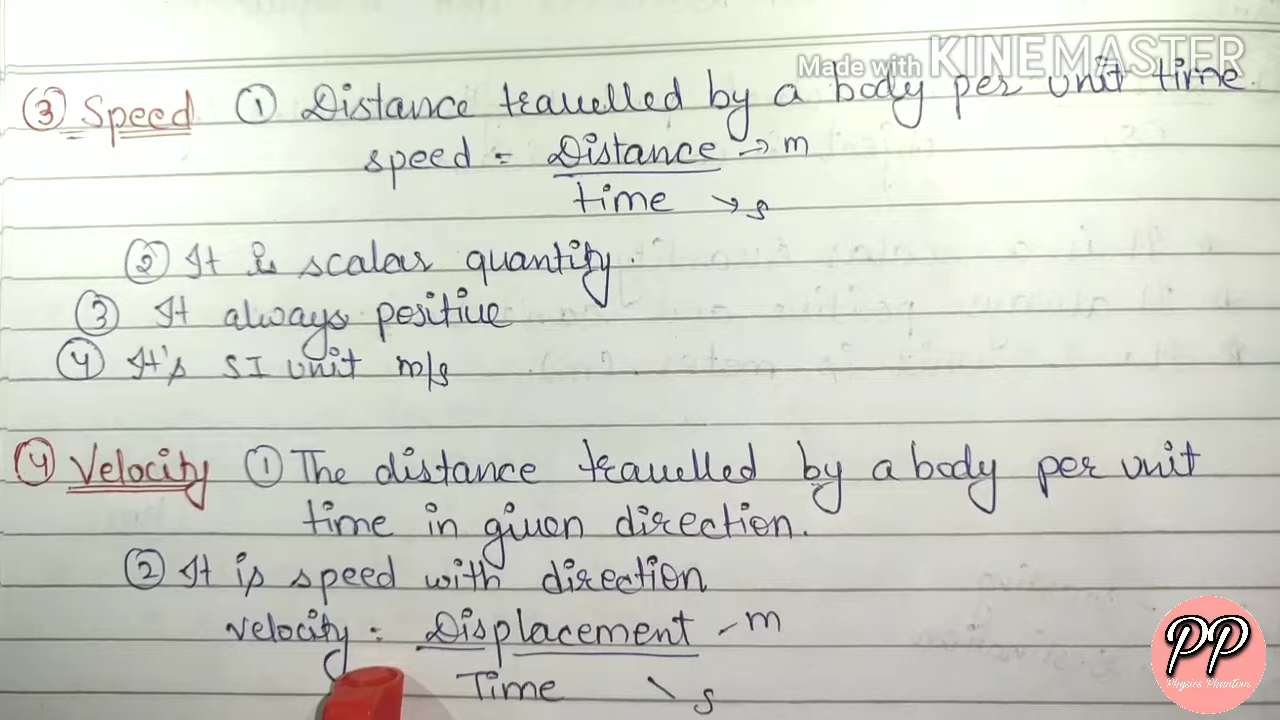 Made with KINEMASTER
③ Speed ① Distance travelled by a body per unit time.
speed = Distance → m
time → s
② It is scalar quantity.
③ It always positive
④ It's SI unit m/s
④ Velocity ① The distance travelled by a body per unit
time in given direction.
② It is speed with direction
Velocity = Displacement - m
Time \ s
PP
Physics Phantom